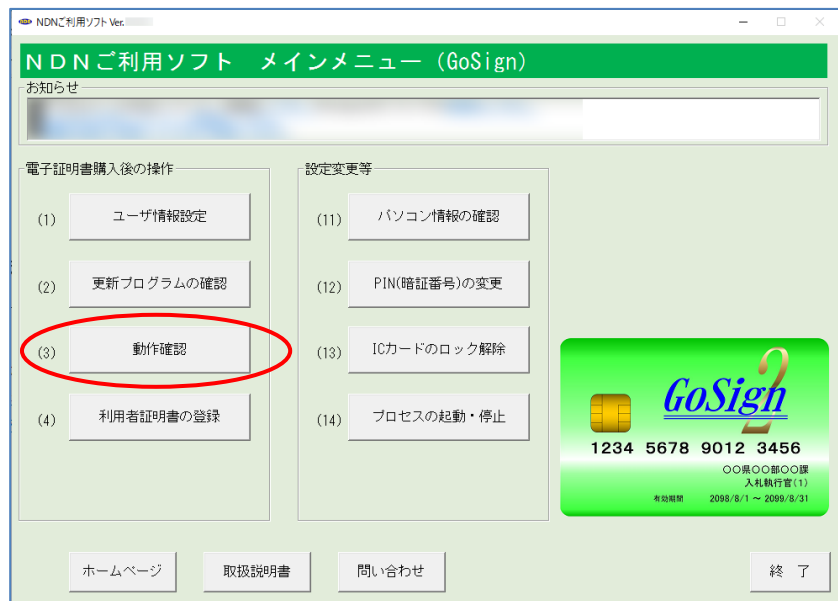 NDNご利用ソフト Ver.
ＮＤＮご利用ソフト　メインメニュー（GoSign）
お知らせ
電子証明書購入後の操作
(1) ユーザ情報設定
(2) 更新プログラムの確認
(3) 動作確認
(4) 利用者証明書の登録
設定変更等
(11) パソコン情報の確認
(12) PIN(暗証番号)の変更
(13) ICカードのロック解除
(14) プロセスの起動・停止
GoSign
2
1234 5678 9012 3456
〇〇県〇〇部〇〇課
入札執行官(1)
有効期間 2098/8/1 ～ 2099/8/31
ホームページ
取扱説明書
問い合わせ
終 了